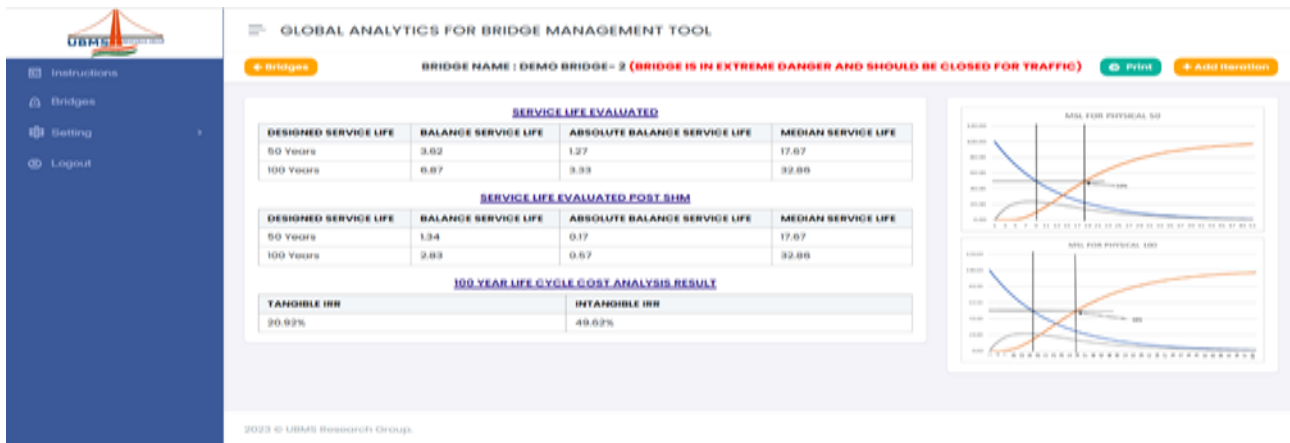 UBMS
GLOBAL ANALYTICS FOR BRIDGE MANAGEMENT TOOL
Instructions
Bridges
Setting
Logout
← Bridges
BRIDGE NAME : DEMO BRIDGE- 2 (BRIDGE IS IN EXTREME DANGER AND SHOULD BE CLOSED FOR TRAFFIC)
Print
+ Add Iteration
SERVICE LIFE EVALUATED
DESIGNED SERVICE LIFE BALANCE SERVICE LIFE ABSOLUTE BALANCE SERVICE LIFE MEDIAN SERVICE LIFE
50 Years 3.62 1.27 17.67
100 Years 6.87 3.33 32.86
SERVICE LIFE EVALUATED POST SHM
DESIGNED SERVICE LIFE BALANCE SERVICE LIFE ABSOLUTE BALANCE SERVICE LIFE MEDIAN SERVICE LIFE
50 Years 1.34 0.17 17.67
100 Years 2.83 0.57 32.86
100 YEAR LIFE CYCLE COST ANALYSIS RESULT
TANGIBLE IRR INTANGIBLE IRR
20.92% 49.62%
MSL FOR PHYSICAL 50
MSL FOR PHYSICAL 100
2023 © UBMS Research Group.